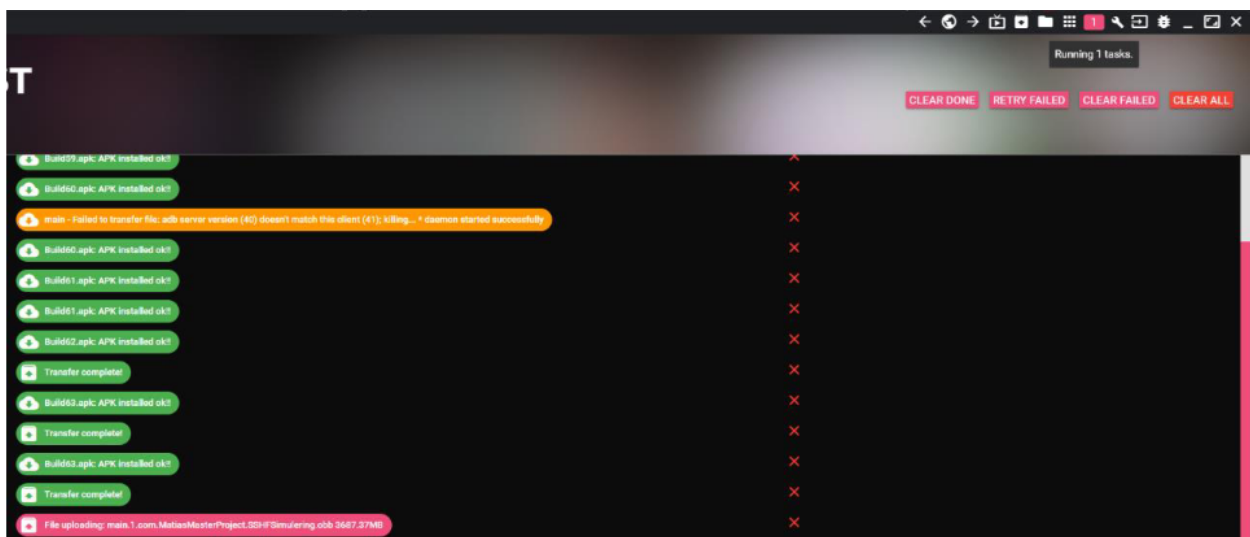 1
Running 1 tasks.
ST
CLEAR DONE RETRY FAILED CLEAR FAILED CLEAR ALL
Build59.apk: APK installed ok!!
Build60.apk: APK installed ok!!
main - Failed to transfer file: adb server version (40) doesn't match this client (41); killing... * daemon started successfully
Build60.apk: APK installed ok!!
Build61.apk: APK installed ok!!
Build61.apk: APK installed ok!!
Build62.apk: APK installed ok!!
Transfer complete!
Build63.apk: APK installed ok!!
Transfer complete!
Build63.apk: APK installed ok!!
Transfer complete!
File uploading: main.1.com.MatiasMasterProject.SSHFSimulering.obb 3687.37MB